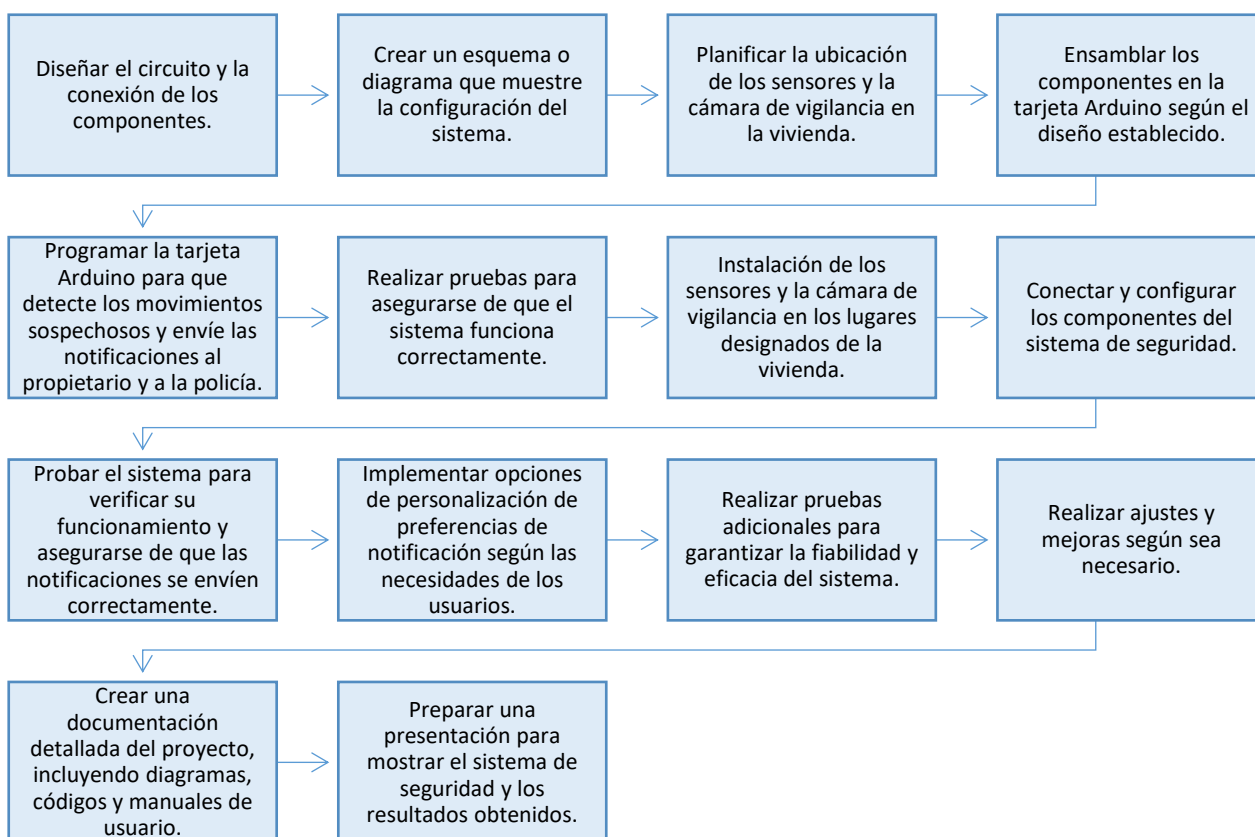 Diseñar el circuito y la
conexión de los
componentes.
Crear un esquema o
diagrama que muestre
la configuración del
sistema.
Planificar la ubicación
de los sensores y la
cámara de vigilancia en
la vivienda.
Ensamblar los
componentes en la
tarjeta Arduino según el
diseño establecido.
Programar la tarjeta
Arduino para que
detecte los movimientos
sospechosos y envíe las
notificaciones al
propietario y a la policía.
Realizar pruebas para
asegurarse de que el
sistema funciona
correctamente.
Instalación de los
sensores y la cámara de
vigilancia en los lugares
designados de la
vivienda.
Conectar y configurar
los componentes del
sistema de seguridad.
Probar el sistema para
verificar su
funcionamiento y
asegurarse de que las
notificaciones se envíen
correctamente.
Implementar opciones
de personalización de
preferencias de
notificación según las
necesidades de los
usuarios.
Realizar pruebas
adicionales para
garantizar la fiabilidad y
eficacia del sistema.
Realizar ajustes y
mejoras según sea
necesario.
Crear una
documentación
detallada del proyecto,
incluyendo diagramas,
códigos y manuales de
usuario.
Preparar una
presentación para
mostrar el sistema de
seguridad y los
resultados obtenidos.